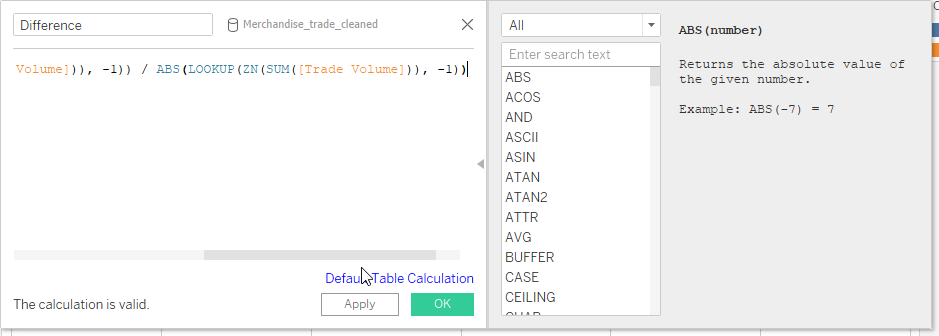 Difference
Merchandise_trade_cleaned
Volume])), -1)) / ABS(LOOKUP(ZN(SUM([Trade Volume])), -1))
Default Table Calculation
The calculation is valid.
Apply
OK
All
Enter search text
ABS
ACOS
AND
ASCII
ASIN
ATAN
ATAN2
ATTR
AVG
BUFFER
CASE
CEILING
CHAR
ABS(number)
Returns the absolute value of
the given number.
Example: ABS(-7) = 7